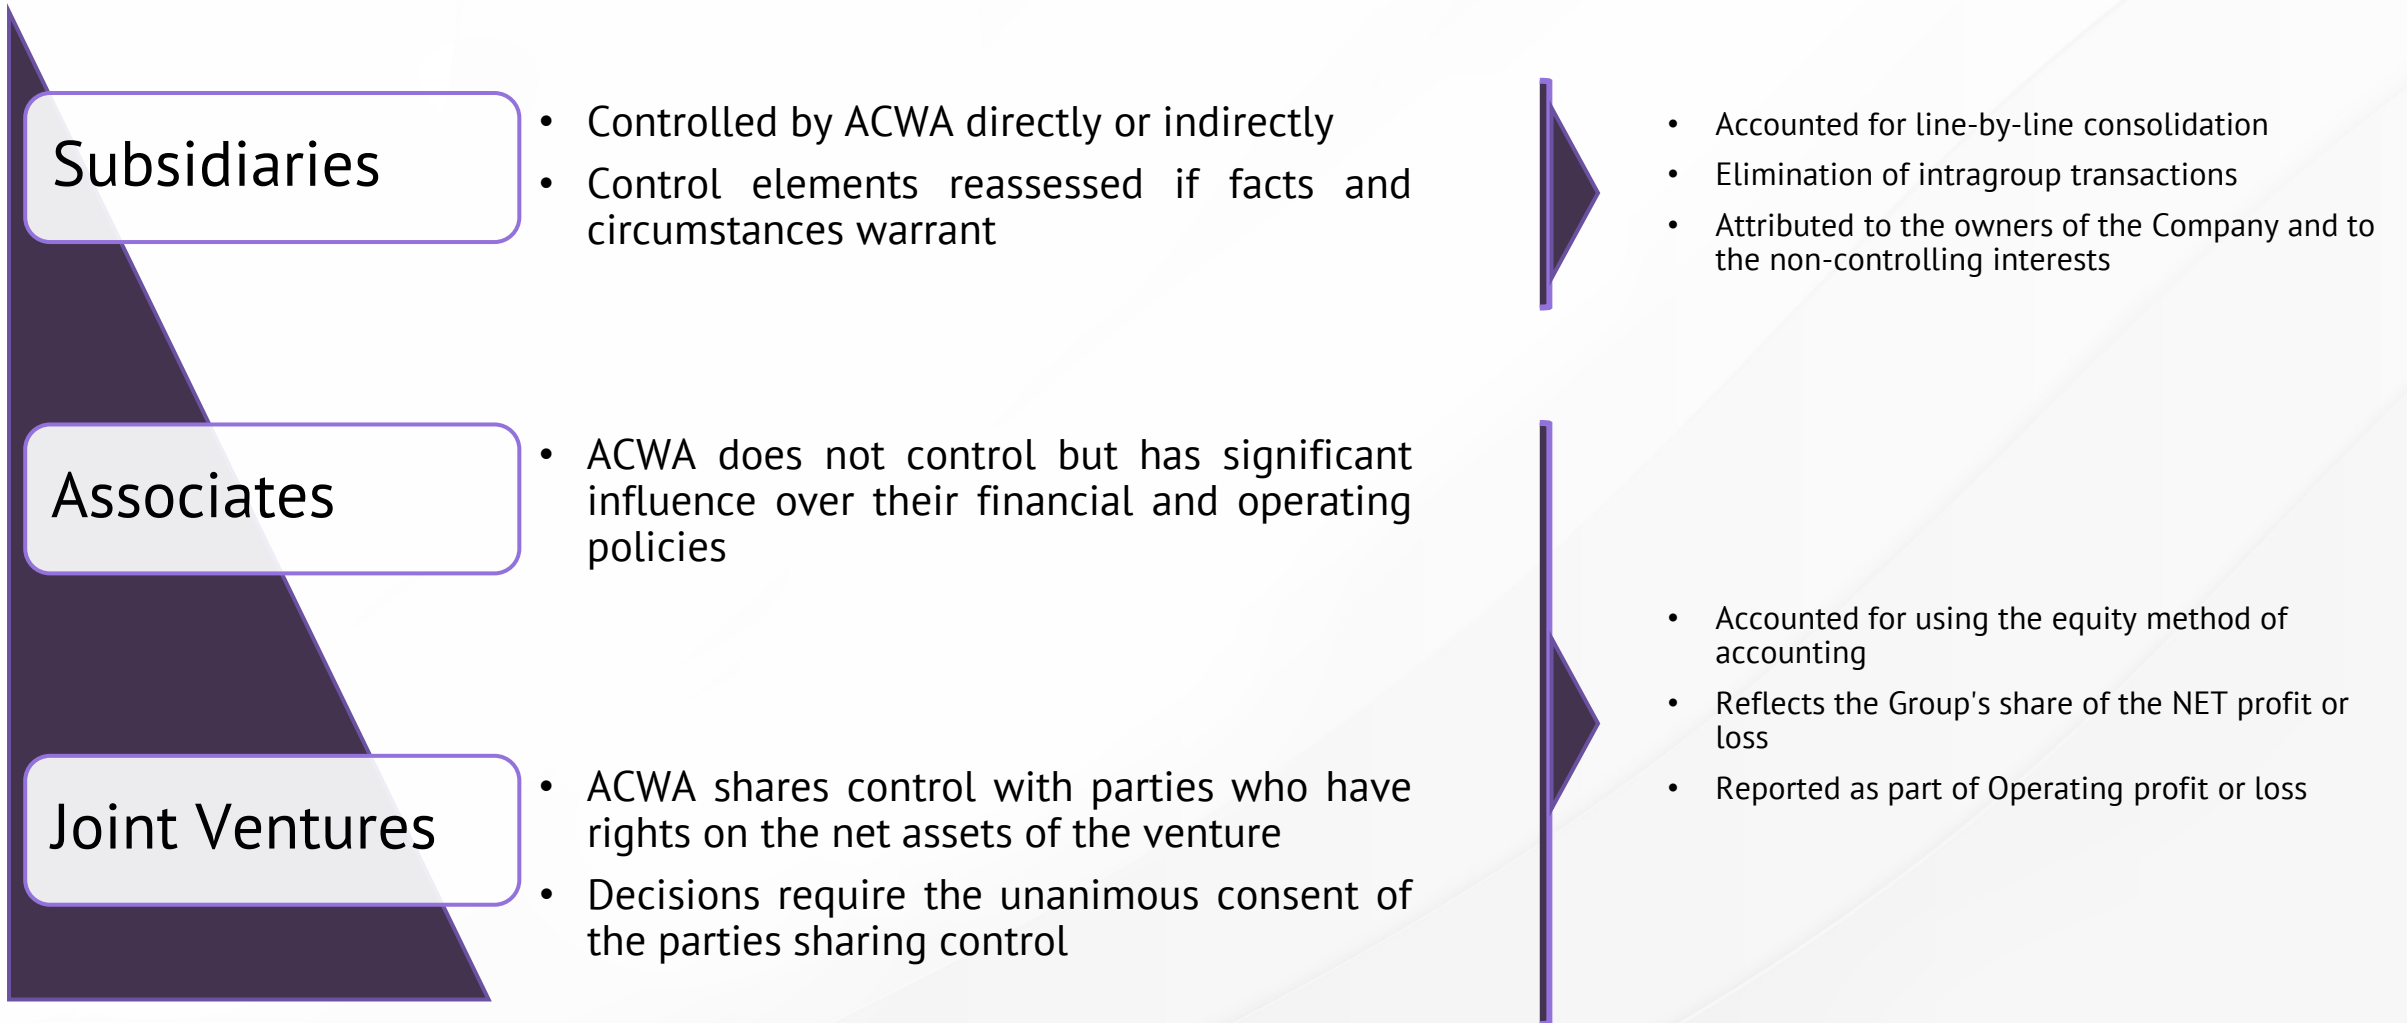 Subsidiaries
• Controlled by ACWA directly or indirectly
• Control elements reassessed if facts and
circumstances warrant
• Accounted for line-by-line consolidation
• Elimination of intragroup transactions
• Attributed to the owners of the Company and to
the non-controlling interests
Associates
• ACWA does not control but has significant
influence over their financial and operating
policies
Joint Ventures
• ACWA shares control with parties who have
rights on the net assets of the venture
• Decisions require the unanimous consent of
the parties sharing control
• Accounted for using the equity method of
accounting
• Reflects the Group's share of the NET profit or
loss
• Reported as part of Operating profit or loss